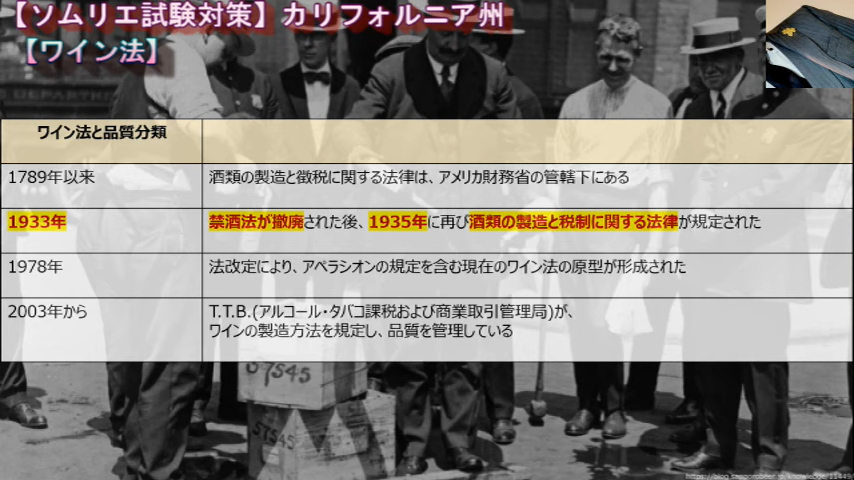 【ソムリエ試験対策】カリフォルニア州
【ワイン法】
ワイン法と品質分類
1789年以来 酒類の製造と徴税に関する法律は、アメリカ財務省の管轄下にある
1933年 禁酒法が撤廃された後、1935年に再び酒類の製造と税制に関する法律が規定された
1978年 法改定により、アペラシオンの規定を含む現在のワイン法の原型が形成された
2003年から T.T.B.(アルコール・タバコ課税および商業取引管理局)が、
ワインの製造方法を規定し、品質を管理している
57545